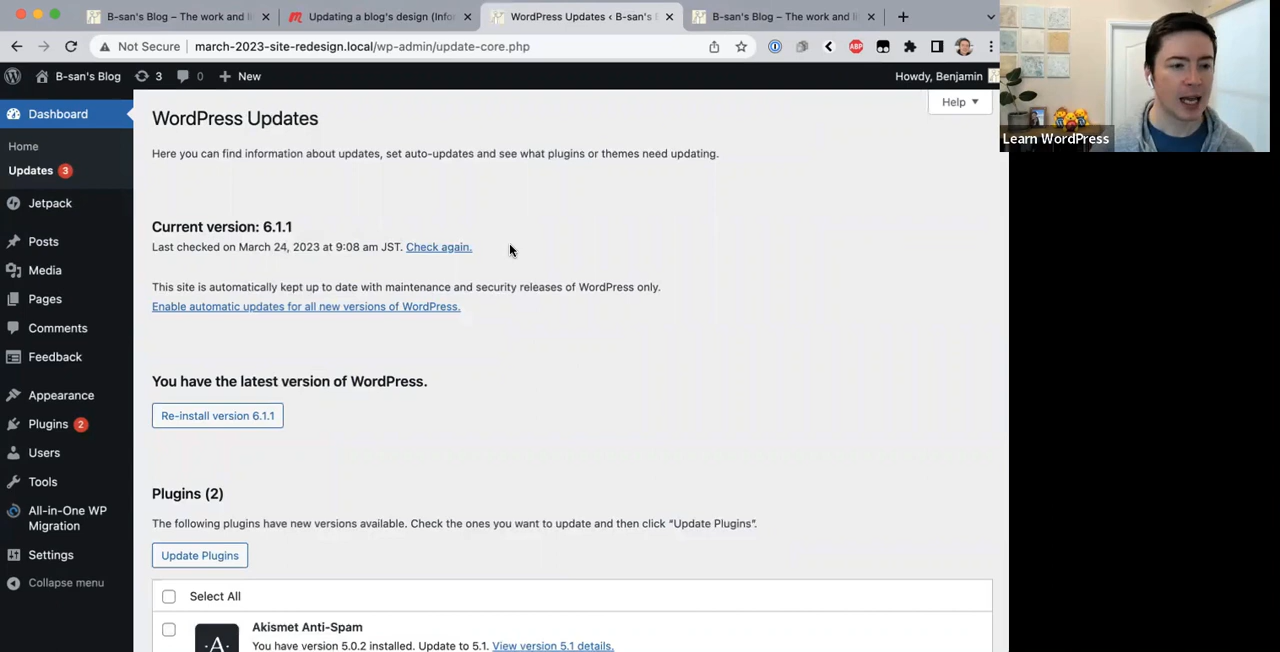 B-san's Blog – The work and li
Updating a blog's design (Infor
WordPress Updates ‹ B-san's B
B-san's Blog – The work and li
Not Secure
march-2023-site-redesign.local/wp-admin/update-core.php
ABP
B-san's Blog
3
0
New
Howdy, Benjamin
Learn WordPress
Help
Dashboard
Home
Updates 3
Jetpack
Posts
Media
Pages
Comments
Feedback
Appearance
Plugins 2
Users
Tools
All-in-One WP
Migration
Settings
Collapse menu
WordPress Updates
Here you can find information about updates, set auto-updates and see what plugins or themes need updating.
Current version: 6.1.1
Last checked on March 24, 2023 at 9:08 am JST. Check again.
This site is automatically kept up to date with maintenance and security releases of WordPress only.
Enable automatic updates for all new versions of WordPress.
You have the latest version of WordPress.
Re-install version 6.1.1
Plugins (2)
The following plugins have new versions available. Check the ones you want to update and then click “Update Plugins”.
Update Plugins
Select All
Akismet Anti-Spam
·A·
You have version 5.0.2 installed. Update to 5.1. View version 5.1 details.